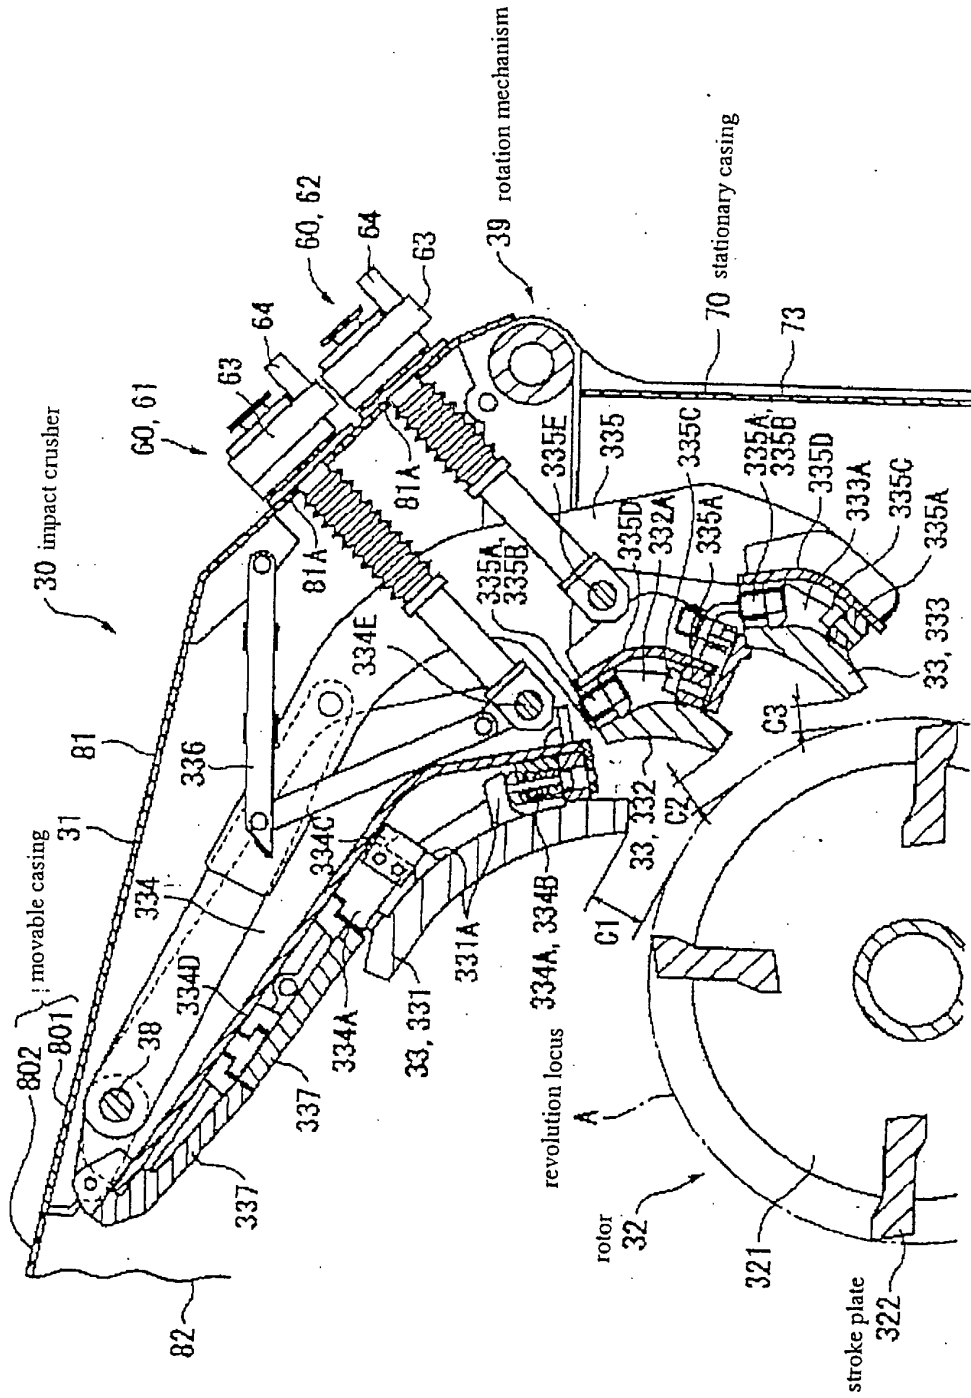 30 impact crusher
60, 61
63
64
60, 62
64
63
39 rotation mechanism
70 stationary casing
73
movable casing
802
801
82
38
334
31
81
336
334D
334C
334E
81A
81A
335A,
335B
335E
335
335D
332A
335C
335A
335A,
335B
335D
333A
335C
335A
33, 333
C3
33, 332
C2
C1
334A, 334B
331A
33, 331
334A
337
337
revolution locus
A
rotor
32
321
stroke plate
322